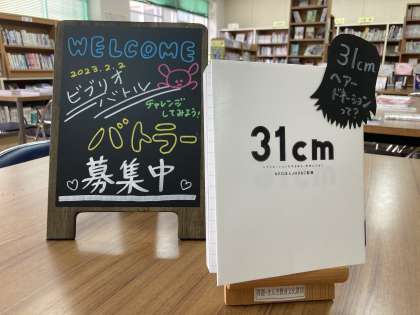 WELCOME
2023.2.2
ビブリオ
バトル
チャレンジ
してみよう!
バトラー
募集中
31cm
31cm
ヘアー
ドネーション
って?